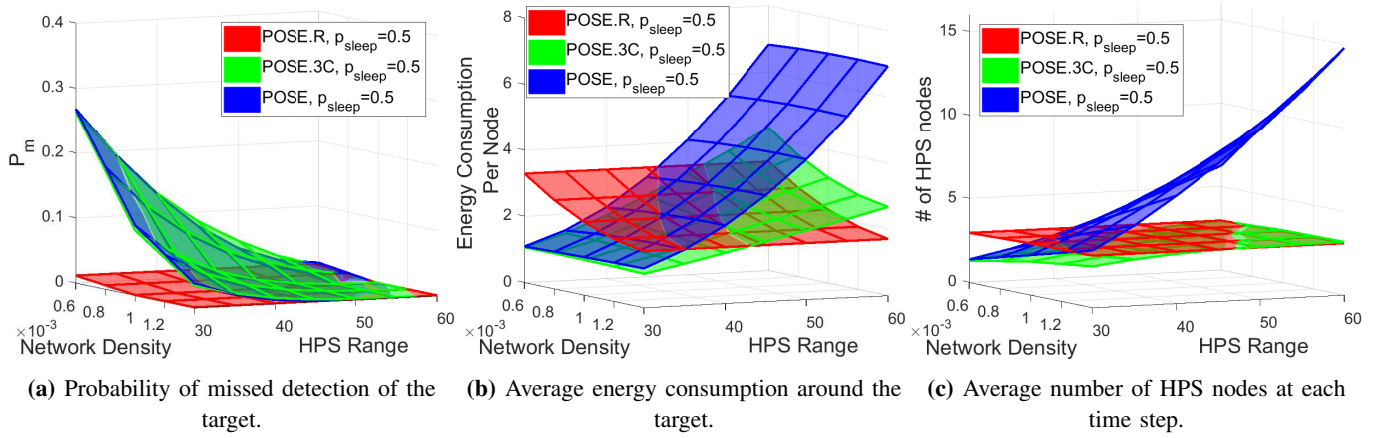 0.4
0.3
0.2
0.1
0
P_m
POSE.R, p_sleep=0.5
POSE.3C, p_sleep=0.5
POSE, p_sleep=0.5
0.6
0.8
1
1.2
×10^-3
Network Density
30
40
50
60
HPS Range
8
6
4
2
0
Energy Consumption
Per Node
POSE.R, p_sleep=0.5
POSE.3C, p_sleep=0.5
POSE, p_sleep=0.5
0.6
0.8
1
1.2
×10^-3
Network Density
30
40
50
60
HPS Range
15
10
5
0
# of HPS nodes
POSE.R, p_sleep=0.5
POSE.3C, p_sleep=0.5
POSE, p_sleep=0.5
0.6
0.8
1
1.2
×10^-3
Network Density
30
40
50
60
HPS Range
(a) Probability of missed detection of the
target.
(b) Average energy consumption around the
target.
(c) Average number of HPS nodes at each
time step.